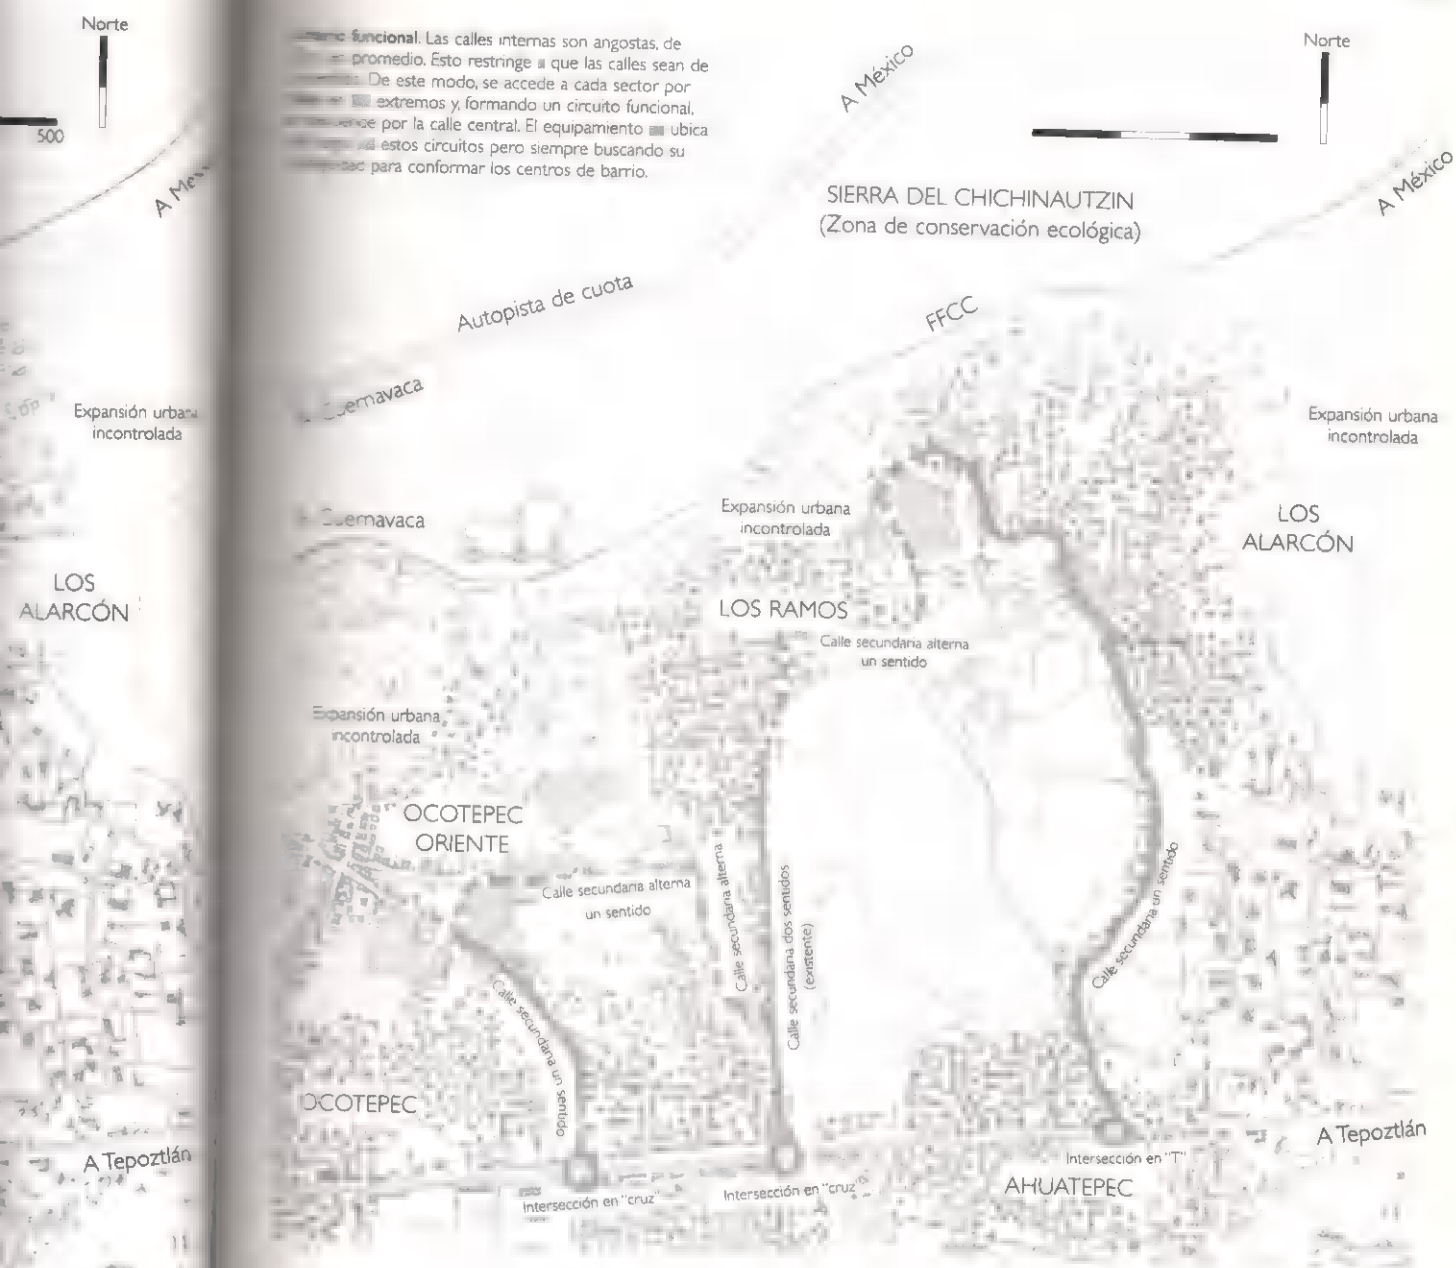 Norte
500
Expansión urbana
incontrolada
LOS
ALARCÓN
A Tepoztlán
funcional. Las calles internas son angostas, de
promedio. Esto restringe a que las calles sean de
De este modo, se accede a cada sector por
extremos y, formando un circuito funcional,
por la calle central. El equipamiento ubica
estos circuitos pero siempre buscando su
para conformar los centros de barrio.
A México
Norte
SIERRA DEL CHICHINAUTZIN
(Zona de conservación ecológica)
A México
Autopista de cuota
FFCC
Cuernavaca
Expansión urbana
incontrolada
Cuernavaca
Expansión urbana
incontrolada
LOS
ALARCÓN
LOS RAMOS
Calle secundaria alterna
un sentido
Expansión urbana
incontrolada
OCOTEPEC
ORIENTE
Calle secundaria alterna
un sentido
Calle secundaria alterna
Calle secundaria dos sentidos
(existente)
Calle secundaria un sentido
Calle secundaria un sentido
OCOTEPEC
A Tepoztlán
Intersección en "T"
AHUATEPEC
Intersección en "cruz"
Intersección en "cruz"